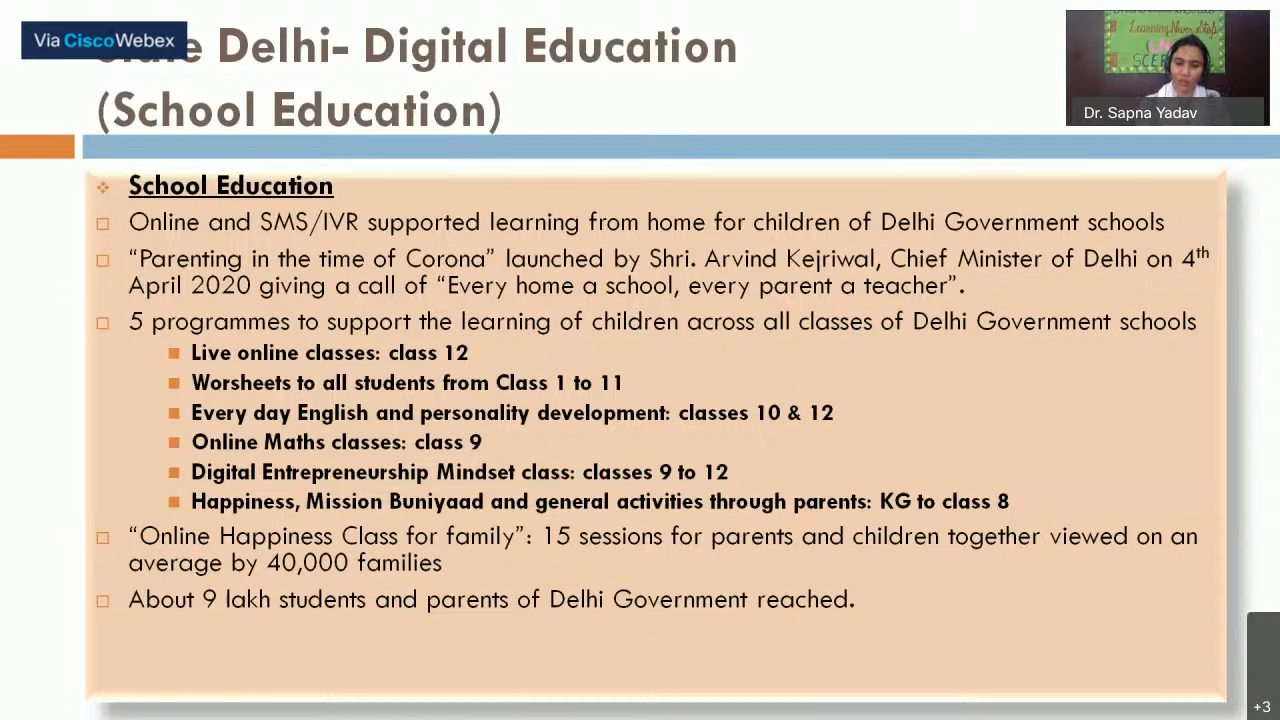 Via CiscoWebex
Delhi- Digital Education
(School Education)
Learning Never Stop
Dr. Sapna Yadav
School Education
Online and SMS/IVR supported learning from home for children of Delhi Government schools
“Parenting in the time of Corona” launched by Shri. Arvind Kejriwal, Chief Minister of Delhi on 4th
April 2020 giving a call of “Every home a school, every parent a teacher”.
5 programmes to support the learning of children across all classes of Delhi Government schools
Live online classes: class 12
Worsheets to all students from Class 1 to 11
Every day English and personality development: classes 10 & 12
Online Maths classes: class 9
Digital Entrepreneurship Mindset class: classes 9 to 12
Happiness, Mission Buniyaad and general activities through parents: KG to class 8
“Online Happiness Class for family”: 15 sessions for parents and children together viewed on an
average by 40,000 families
About 9 lakh students and parents of Delhi Government reached.
+3